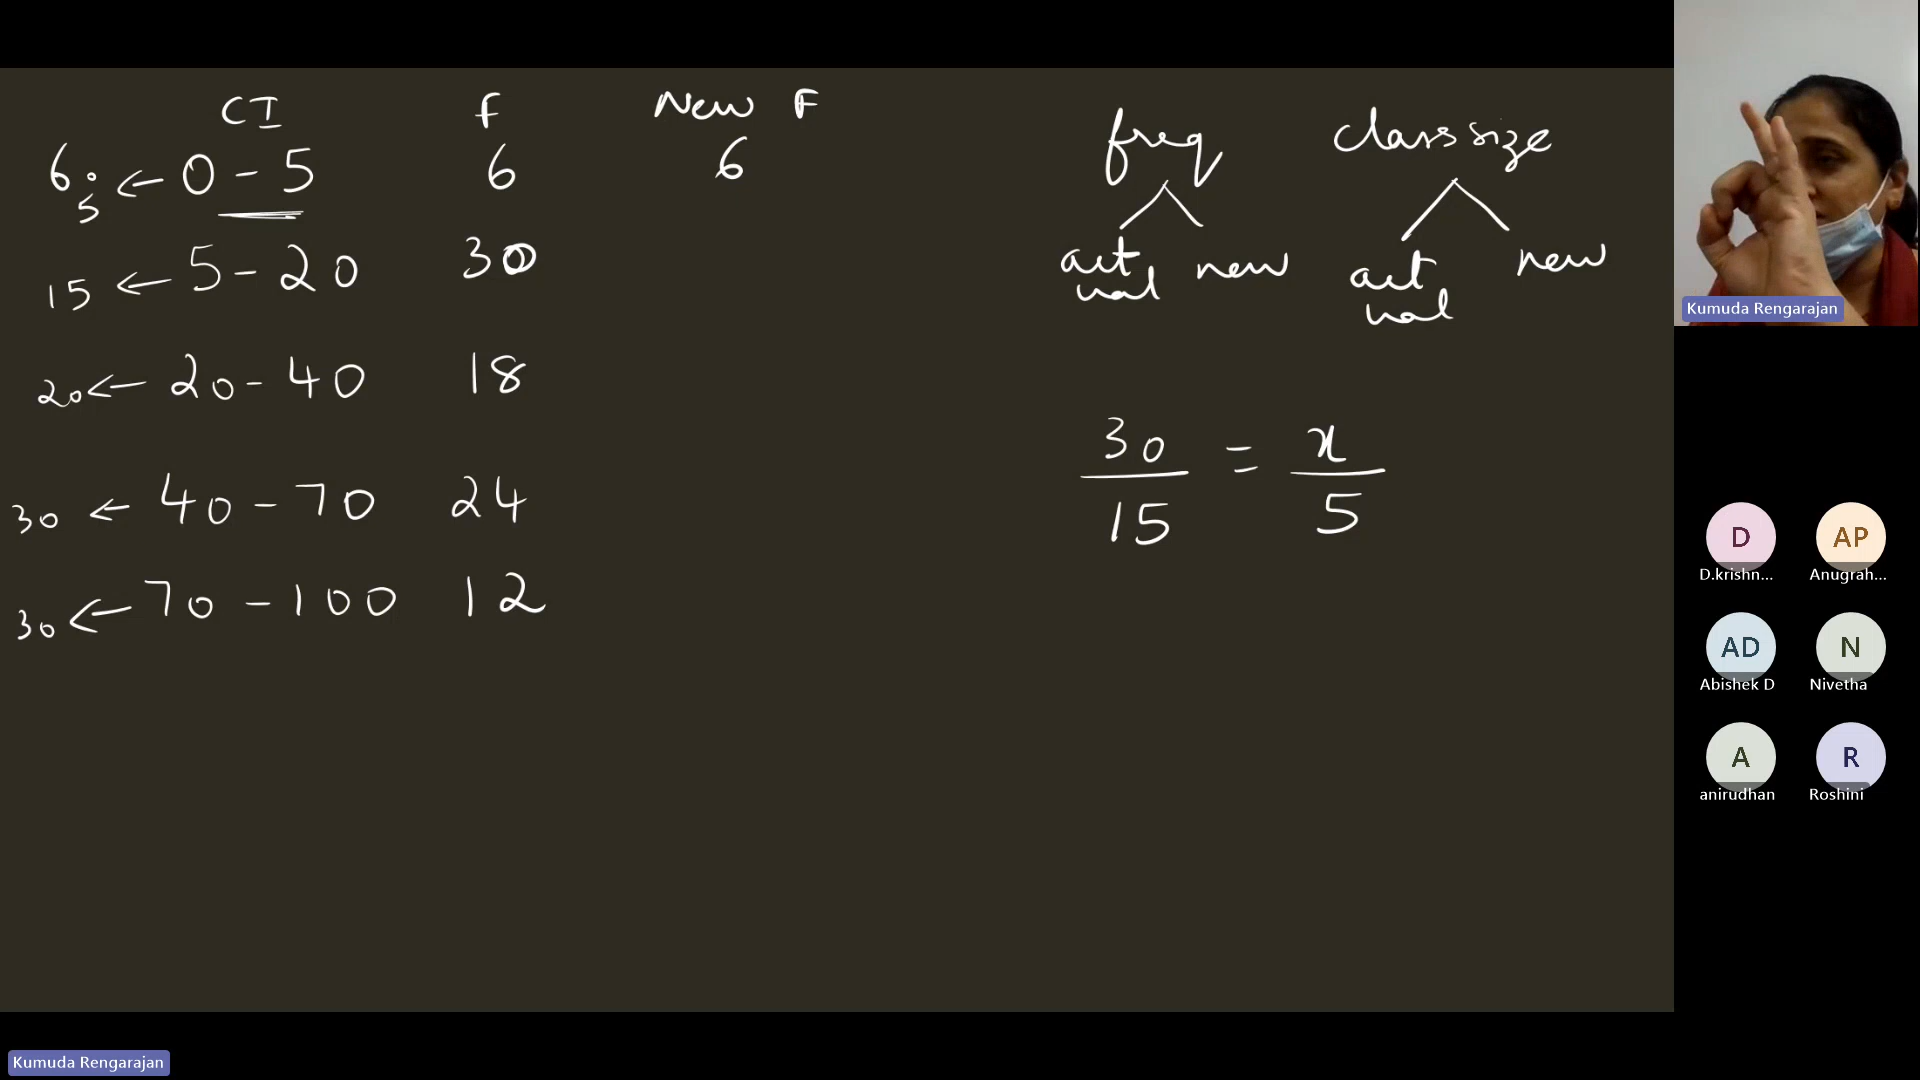 CI F New F
6. ← 0 - 5 6 6
5
15 ← 5 - 20 30
20 ← 20 - 40 18
30 ← 40 - 70 24
30 ← 70 - 100 12
freq class size
act new act new
ual ual
30 = x
15 5
Kumuda Rengarajan
D AP
D.krishn... Anugrah...
AD N
Abishek D Nivetha
A R
anirudhan Roshini
Kumuda Rengarajan